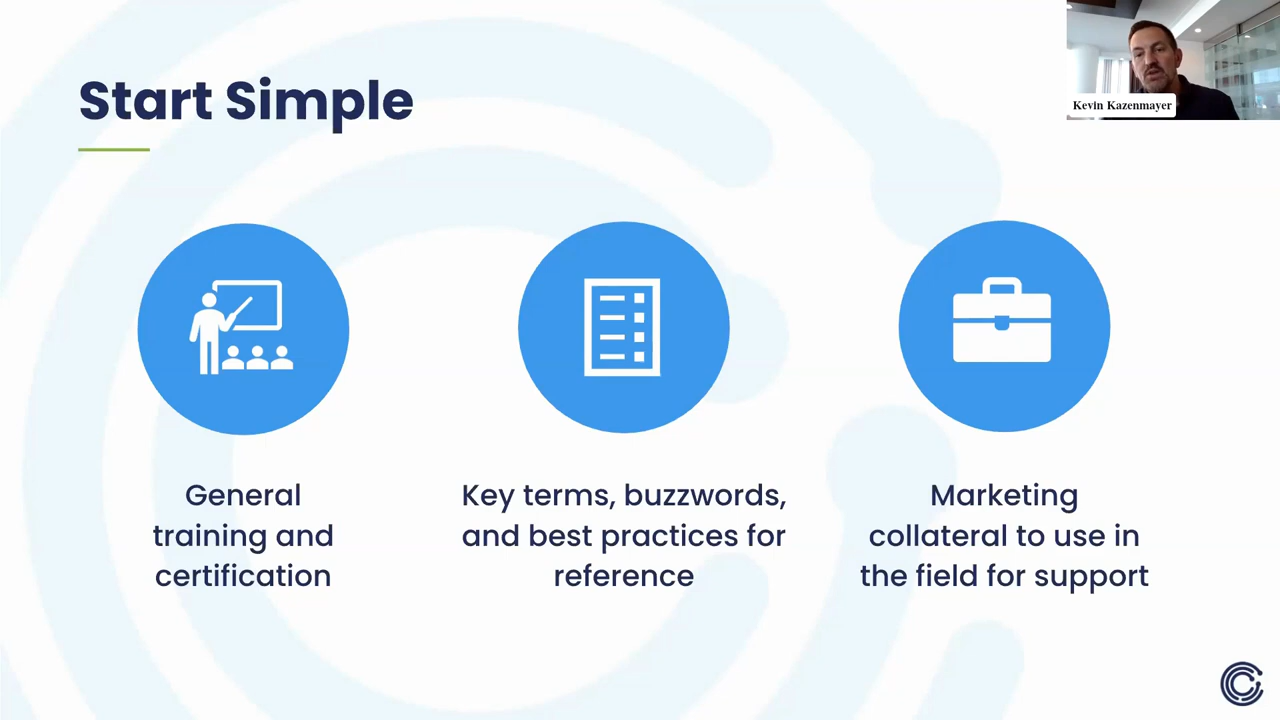 Start Simple
Kevin Kazenmayer
General
training and
certification
Key terms, buzzwords,
and best practices for
reference
Marketing
collateral to use in
the field for support